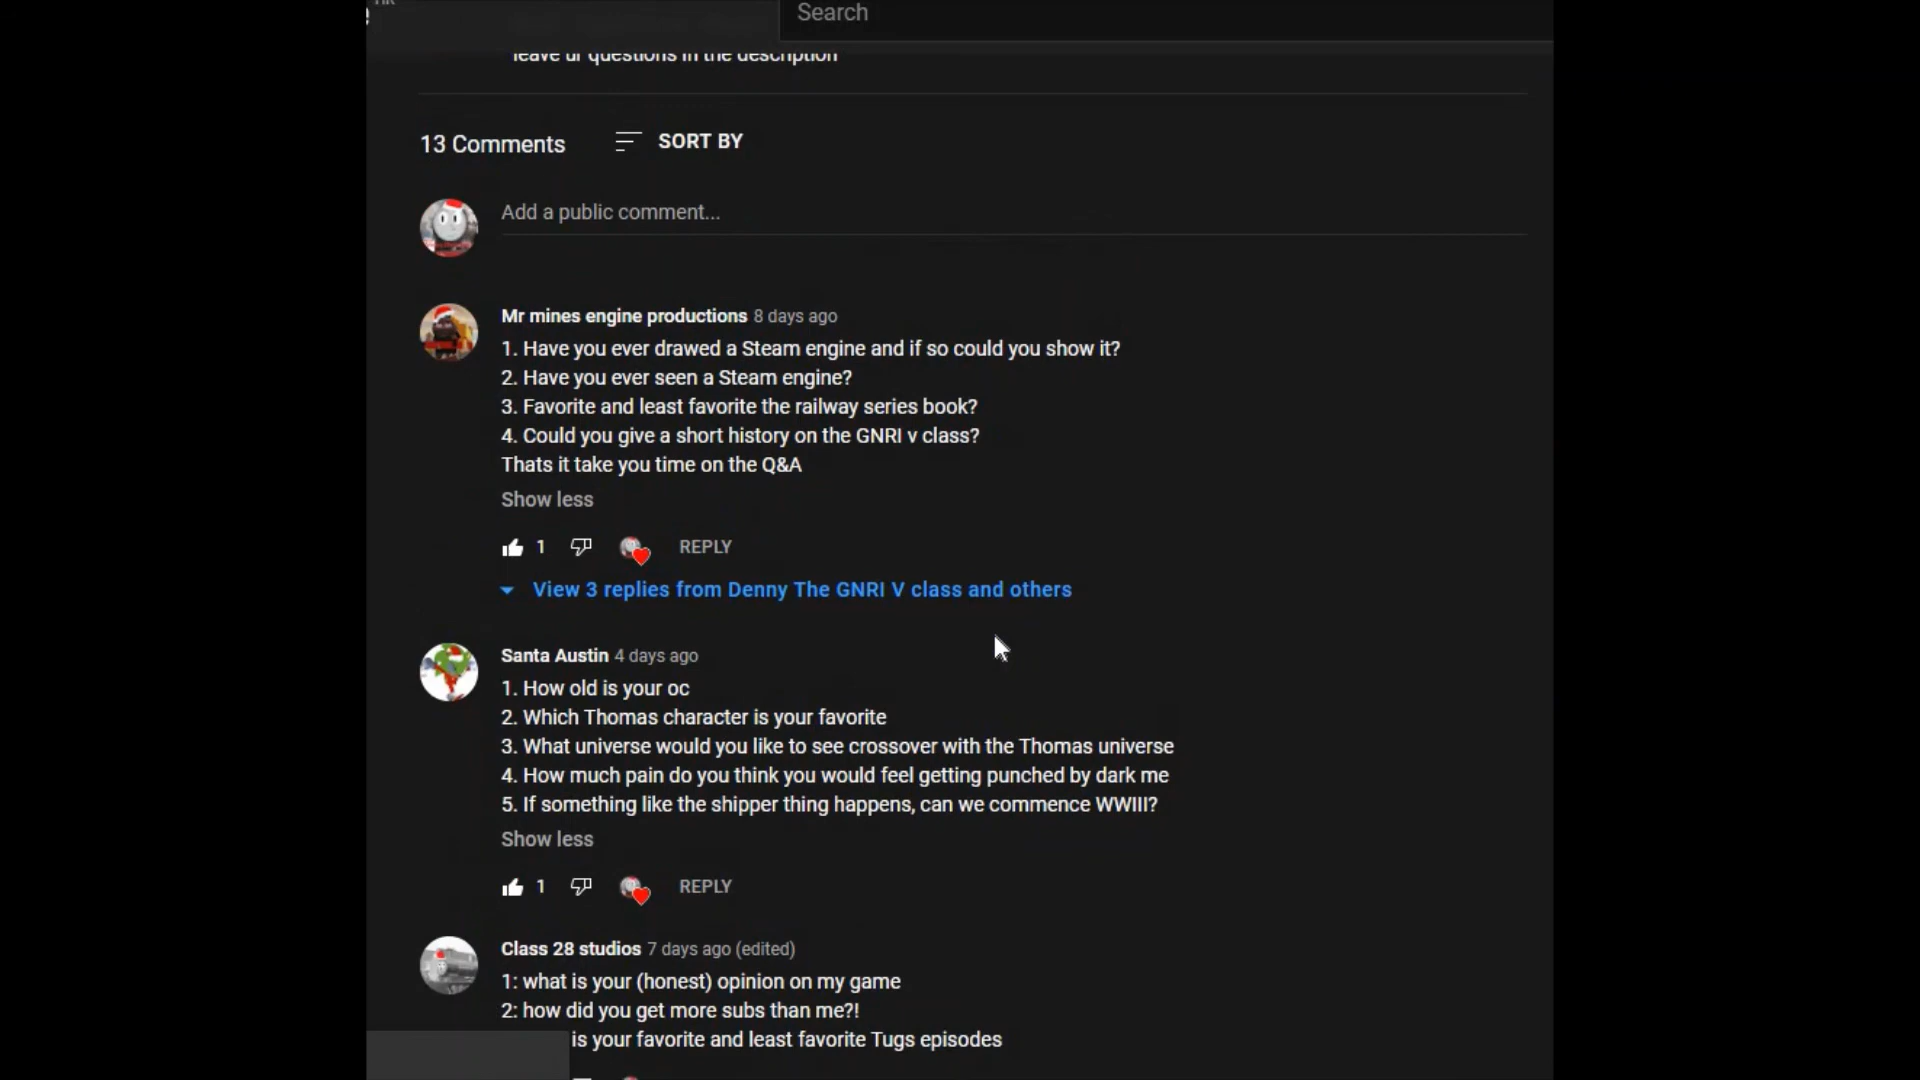 Search
leave ur questions in the description
13 Comments
SORT BY
Add a public comment...
Mr mines engine productions 8 days ago
1. Have you ever drawed a Steam engine and if so could you show it?
2. Have you ever seen a Steam engine?
3. Favorite and least favorite the railway series book?
4. Could you give a short history on the GNRI v class?
Thats it take you time on the Q&A
Show less
1 REPLY
View 3 replies from Denny The GNRI V class and others
Santa Austin 4 days ago
1. How old is your oc
2. Which Thomas character is your favorite
3. What universe would you like to see crossover with the Thomas universe
4. How much pain do you think you would feel getting punched by dark me
5. If something like the shipper thing happens, can we commence WWIII?
Show less
1 REPLY
Class 28 studios 7 days ago (edited)
1: what is your (honest) opinion on my game
2: how did you get more subs than me?!
is your favorite and least favorite Tugs episodes